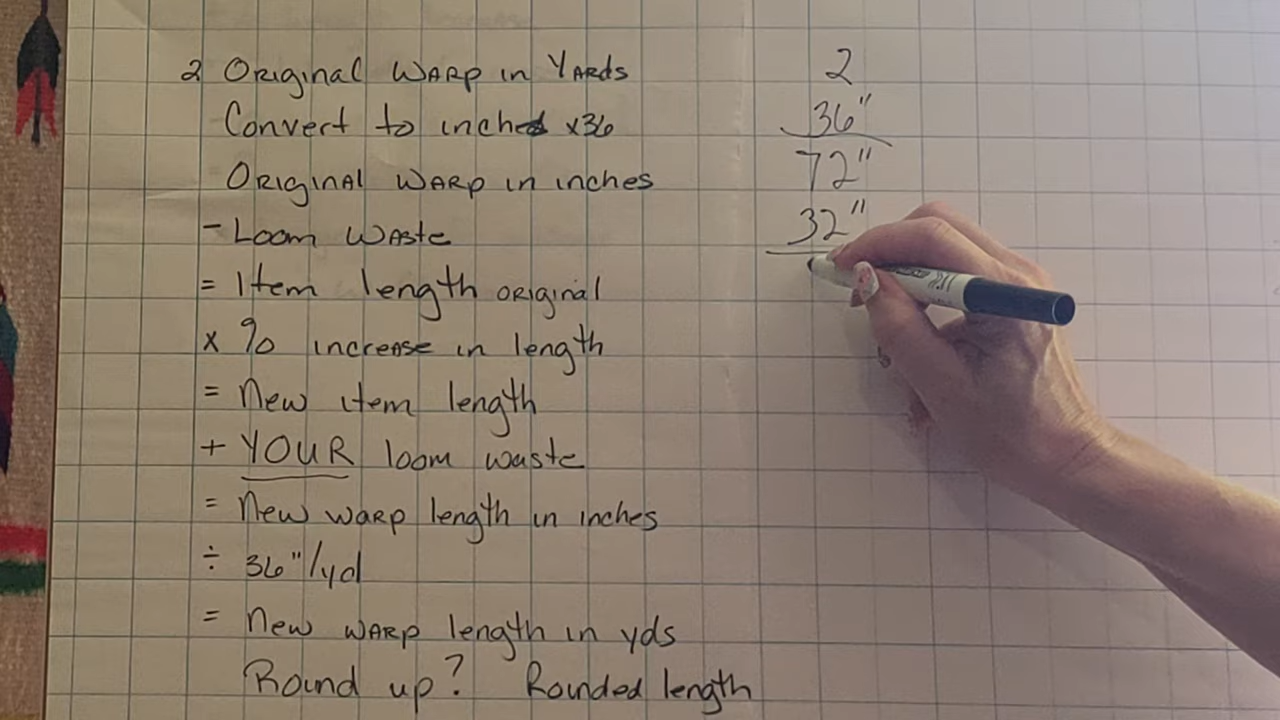 2 Original Warp in Yards 2
Convert to inches x36 36"
Original Warp in inches 72"
- Loom Waste 32"
= Item length original
x % increase in length
= New item length
+ YOUR loom waste
= New warp length in inches
÷ 36"/yd
= New warp length in yds
Round up? Rounded length